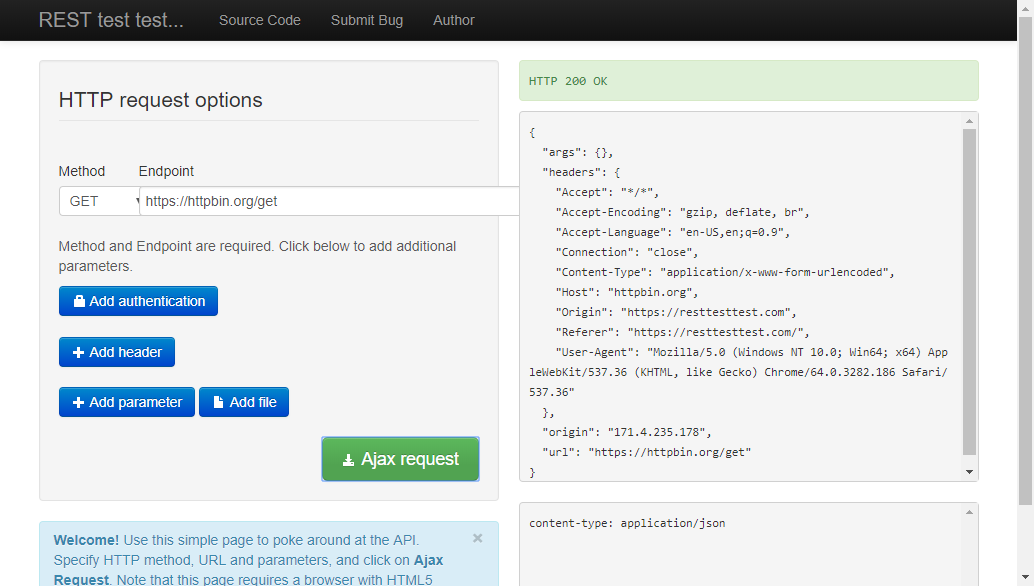 REST test test... Source Code Submit Bug Author
HTTP request options
Method Endpoint
GET https://httpbin.org/get
Method and Endpoint are required. Click below to add additional
parameters.
Add authentication
Add header
Add parameter Add file
Ajax request
Welcome! Use this simple page to poke around at the API. ×
Specify HTTP method, URL and parameters, and click on Ajax
Request. Note that this page requires a browser with HTML5
HTTP 200 OK
{
  "args": {},
  "headers": {
    "Accept": "*/*",
    "Accept-Encoding": "gzip, deflate, br",
    "Accept-Language": "en-US,en;q=0.9",
    "Connection": "close",
    "Content-Type": "application/x-www-form-urlencoded",
    "Host": "httpbin.org",
    "Origin": "https://resttesttest.com",
    "Referer": "https://resttesttest.com/",
    "User-Agent": "Mozilla/5.0 (Windows NT 10.0; Win64; x64) App
leWebKit/537.36 (KHTML, like Gecko) Chrome/64.0.3282.186 Safari/
537.36"
  },
  "origin": "171.4.235.178",
  "url": "https://httpbin.org/get"
}
content-type: application/json